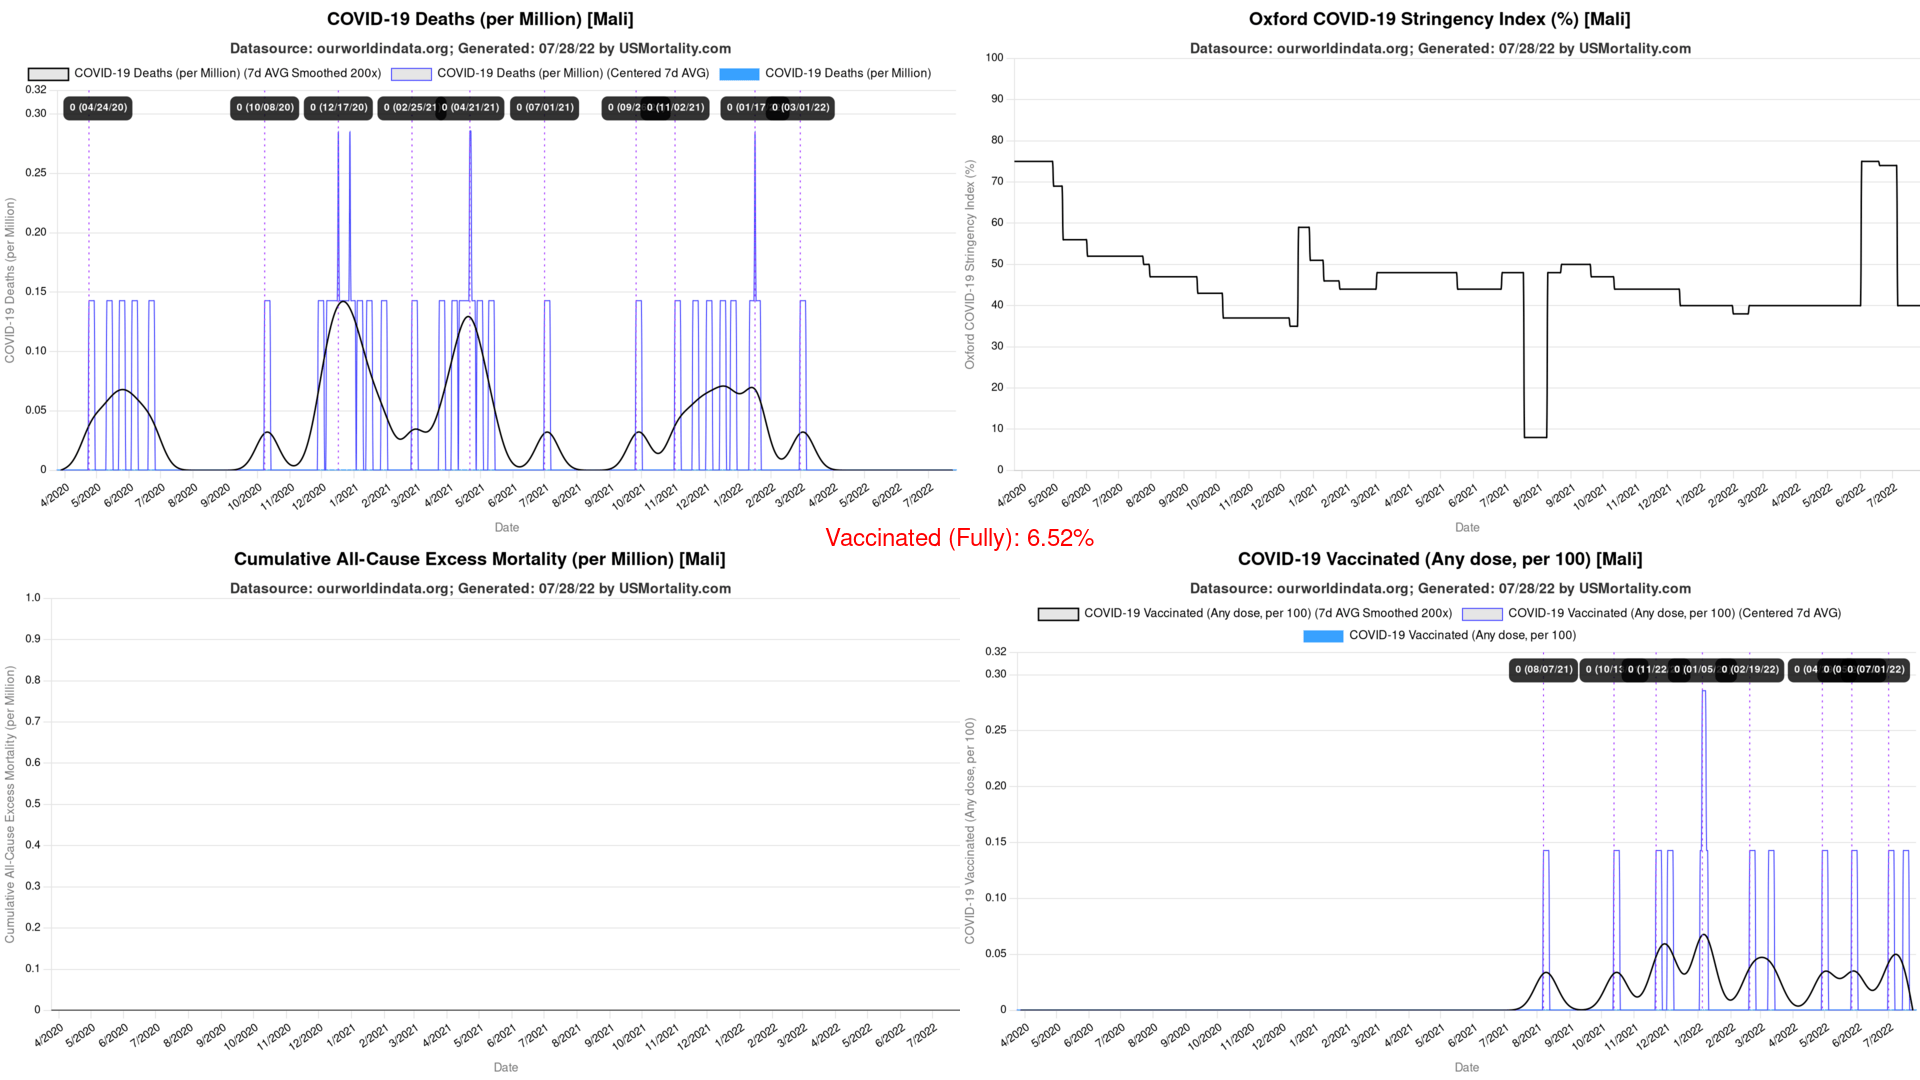 COVID-19 Deaths (per Million) [Mali]
Datasource: ourworldindata.org; Generated: 07/28/22 by USMortality.com
COVID-19 Deaths (per Million) (7d AVG Smoothed 200x) COVID-19 Deaths (per Million) (Centered 7d AVG) COVID-19 Deaths (per Million)
0.32
0 (04/24/20) 0 (10/08/20) 0 (12/17/20) 0 (02/25/21 0 (04/21/21) 0 (07/01/21) 0 (09/2 0 (11/02/21) 0 (01/17 0 (03/01/22)
0.30
0.25
0.20
0.15
0.10
0.05
0
COVID-19 Deaths (per Million)
4/2020 5/2020 6/2020 7/2020 8/2020 9/2020 10/2020 11/2020 12/2020 1/2021 2/2021 3/2021 4/2021 5/2021 6/2021 7/2021 8/2021 9/2021 10/2021 11/2021 12/2021 1/2022 2/2022 3/2022 4/2022 5/2022 6/2022 7/2022
Date
Oxford COVID-19 Stringency Index (%) [Mali]
Datasource: ourworldindata.org; Generated: 07/28/22 by USMortality.com
100
90
80
70
60
50
40
30
20
10
0
Oxford COVID-19 Stringency Index (%)
4/2020 5/2020 6/2020 7/2020 8/2020 9/2020 10/2020 11/2020 12/2020 1/2021 2/2021 3/2021 4/2021 5/2021 6/2021 7/2021 8/2021 9/2021 10/2021 11/2021 12/2021 1/2022 2/2022 3/2022 4/2022 5/2022 6/2022 7/2022
Date
Vaccinated (Fully): 6.52%
Cumulative All-Cause Excess Mortality (per Million) [Mali]
Datasource: ourworldindata.org; Generated: 07/28/22 by USMortality.com
1.0
0.9
0.8
0.7
0.6
0.5
0.4
0.3
0.2
0.1
0
Cumulative All-Cause Excess Mortality (per Million)
4/2020 5/2020 6/2020 7/2020 8/2020 9/2020 10/2020 11/2020 12/2020 1/2021 2/2021 3/2021 4/2021 5/2021 6/2021 7/2021 8/2021 9/2021 10/2021 11/2021 12/2021 1/2022 2/2022 3/2022 4/2022 5/2022 6/2022 7/2022
Date
COVID-19 Vaccinated (Any dose, per 100) [Mali]
Datasource: ourworldindata.org; Generated: 07/28/22 by USMortality.com
COVID-19 Vaccinated (Any dose, per 100) (7d AVG Smoothed 200x) COVID-19 Vaccinated (Any dose, per 100) (Centered 7d AVG)
COVID-19 Vaccinated (Any dose, per 100)
0.32
0 (08/07/21) 0 (10/13 0 (11/22 0 (01/05/ 0 (02/19/22) 0 (04 0 (0 0 (07/01/22)
0.30
0.25
0.20
0.15
0.10
0.05
0
COVID-19 Vaccinated (Any dose, per 100)
4/2020 5/2020 6/2020 7/2020 8/2020 9/2020 10/2020 11/2020 12/2020 1/2021 2/2021 3/2021 4/2021 5/2021 6/2021 7/2021 8/2021 9/2021 10/2021 11/2021 12/2021 1/2022 2/2022 3/2022 4/2022 5/2022 6/2022 7/2022
Date